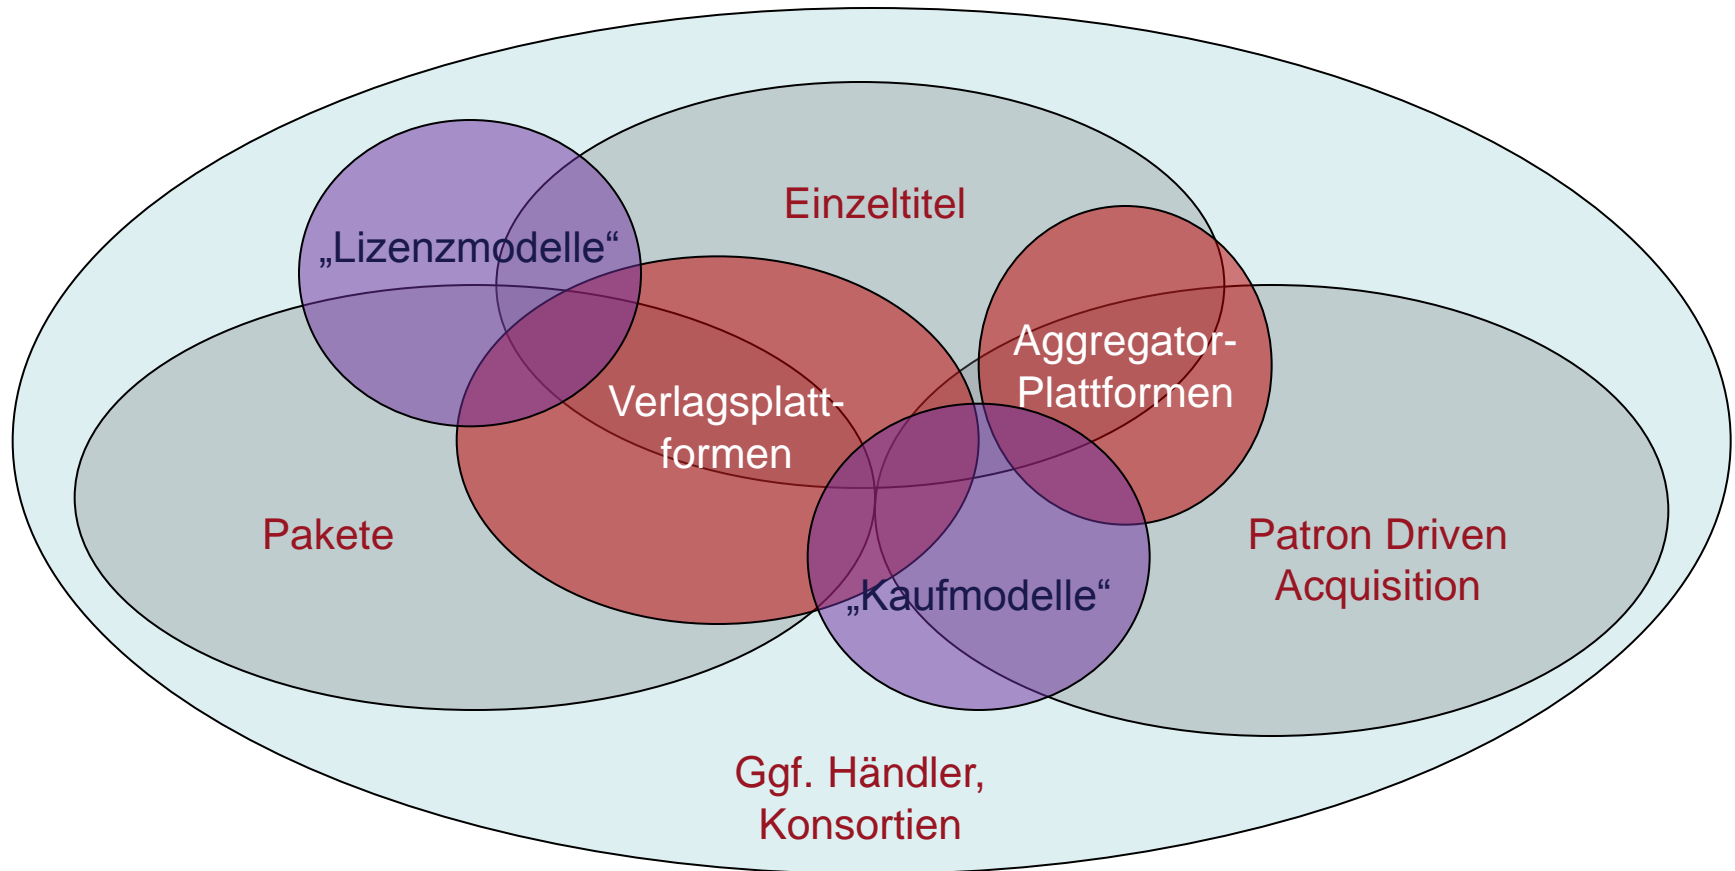 Einzeltitel
„Lizenzmodelle“
Aggregator-
Plattformen
Verlagsplatt-
formen
Pakete
Patron Driven
Acquisition
„Kaufmodelle“
Ggf. Händler,
Konsortien